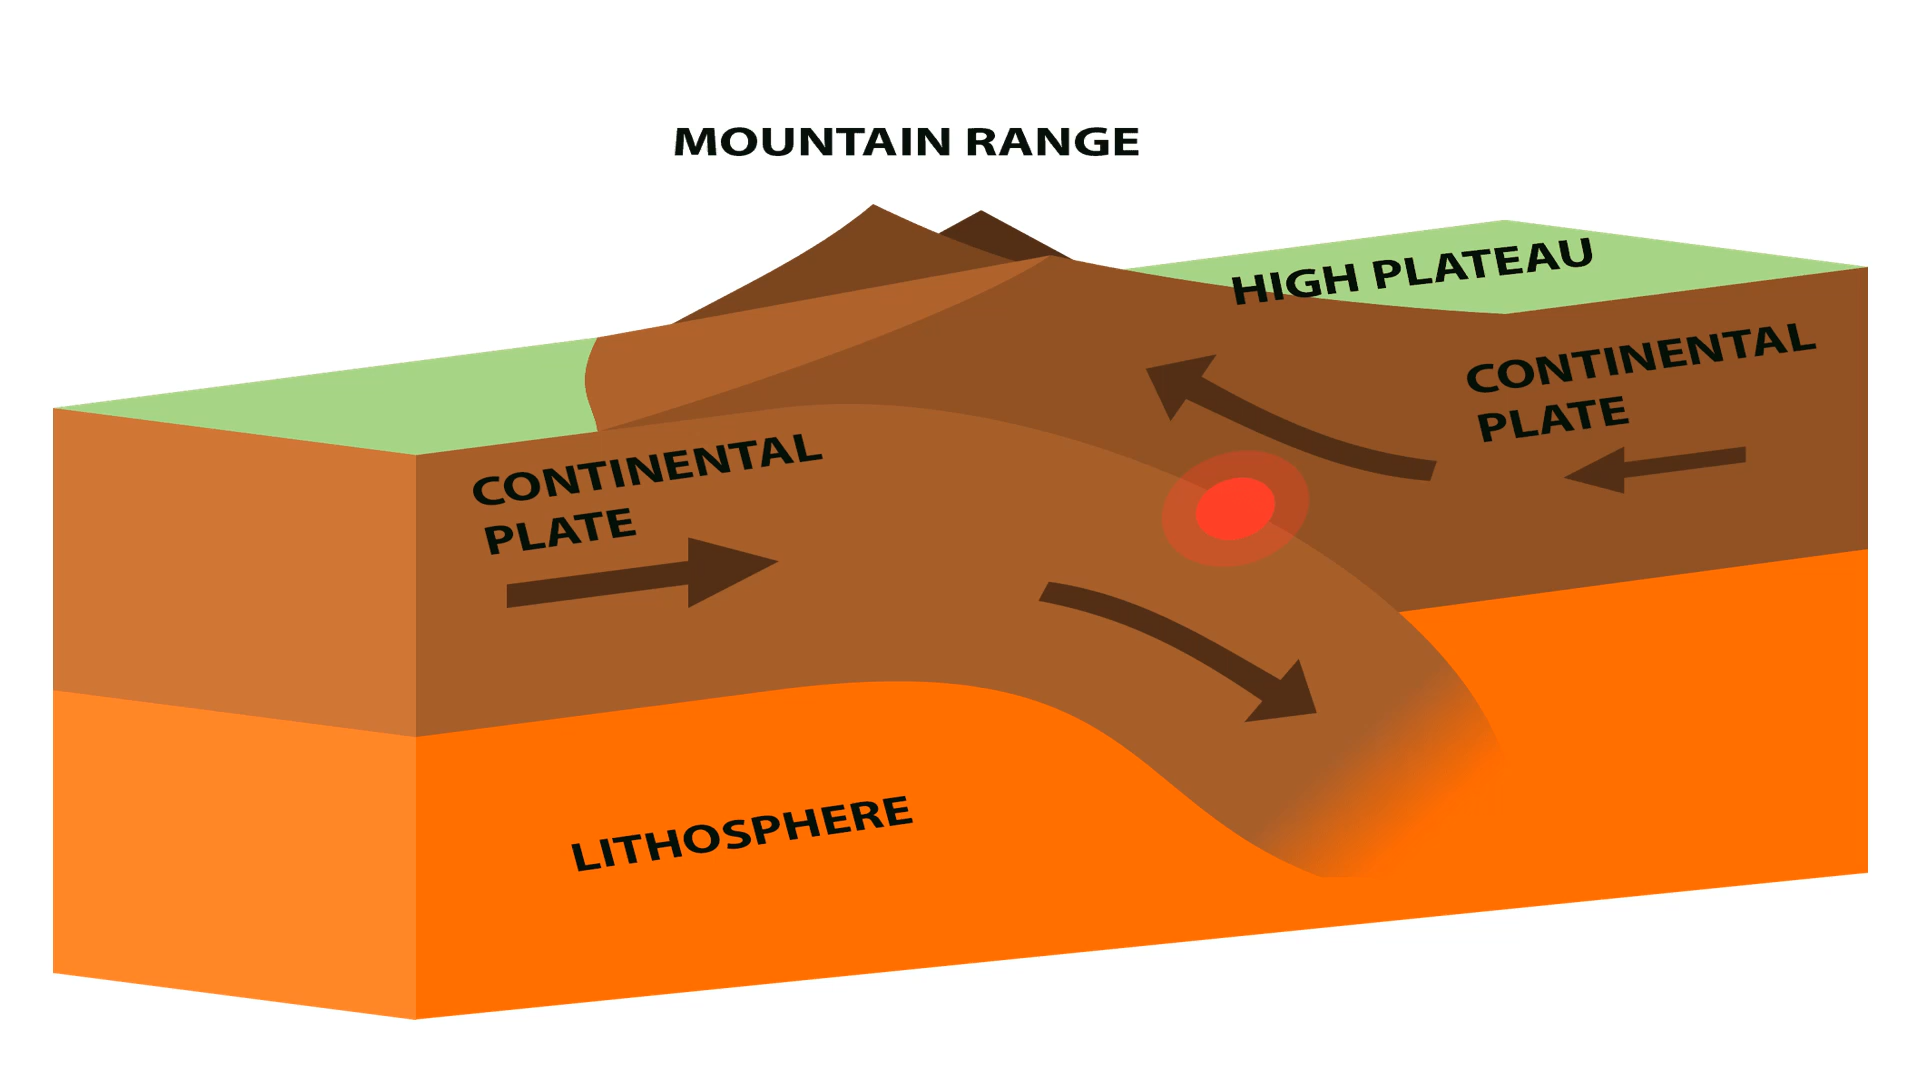 MOUNTAIN RANGE
HIGH PLATEAU
CONTINENTAL
PLATE
CONTINENTAL
PLATE
LITHOSPHERE